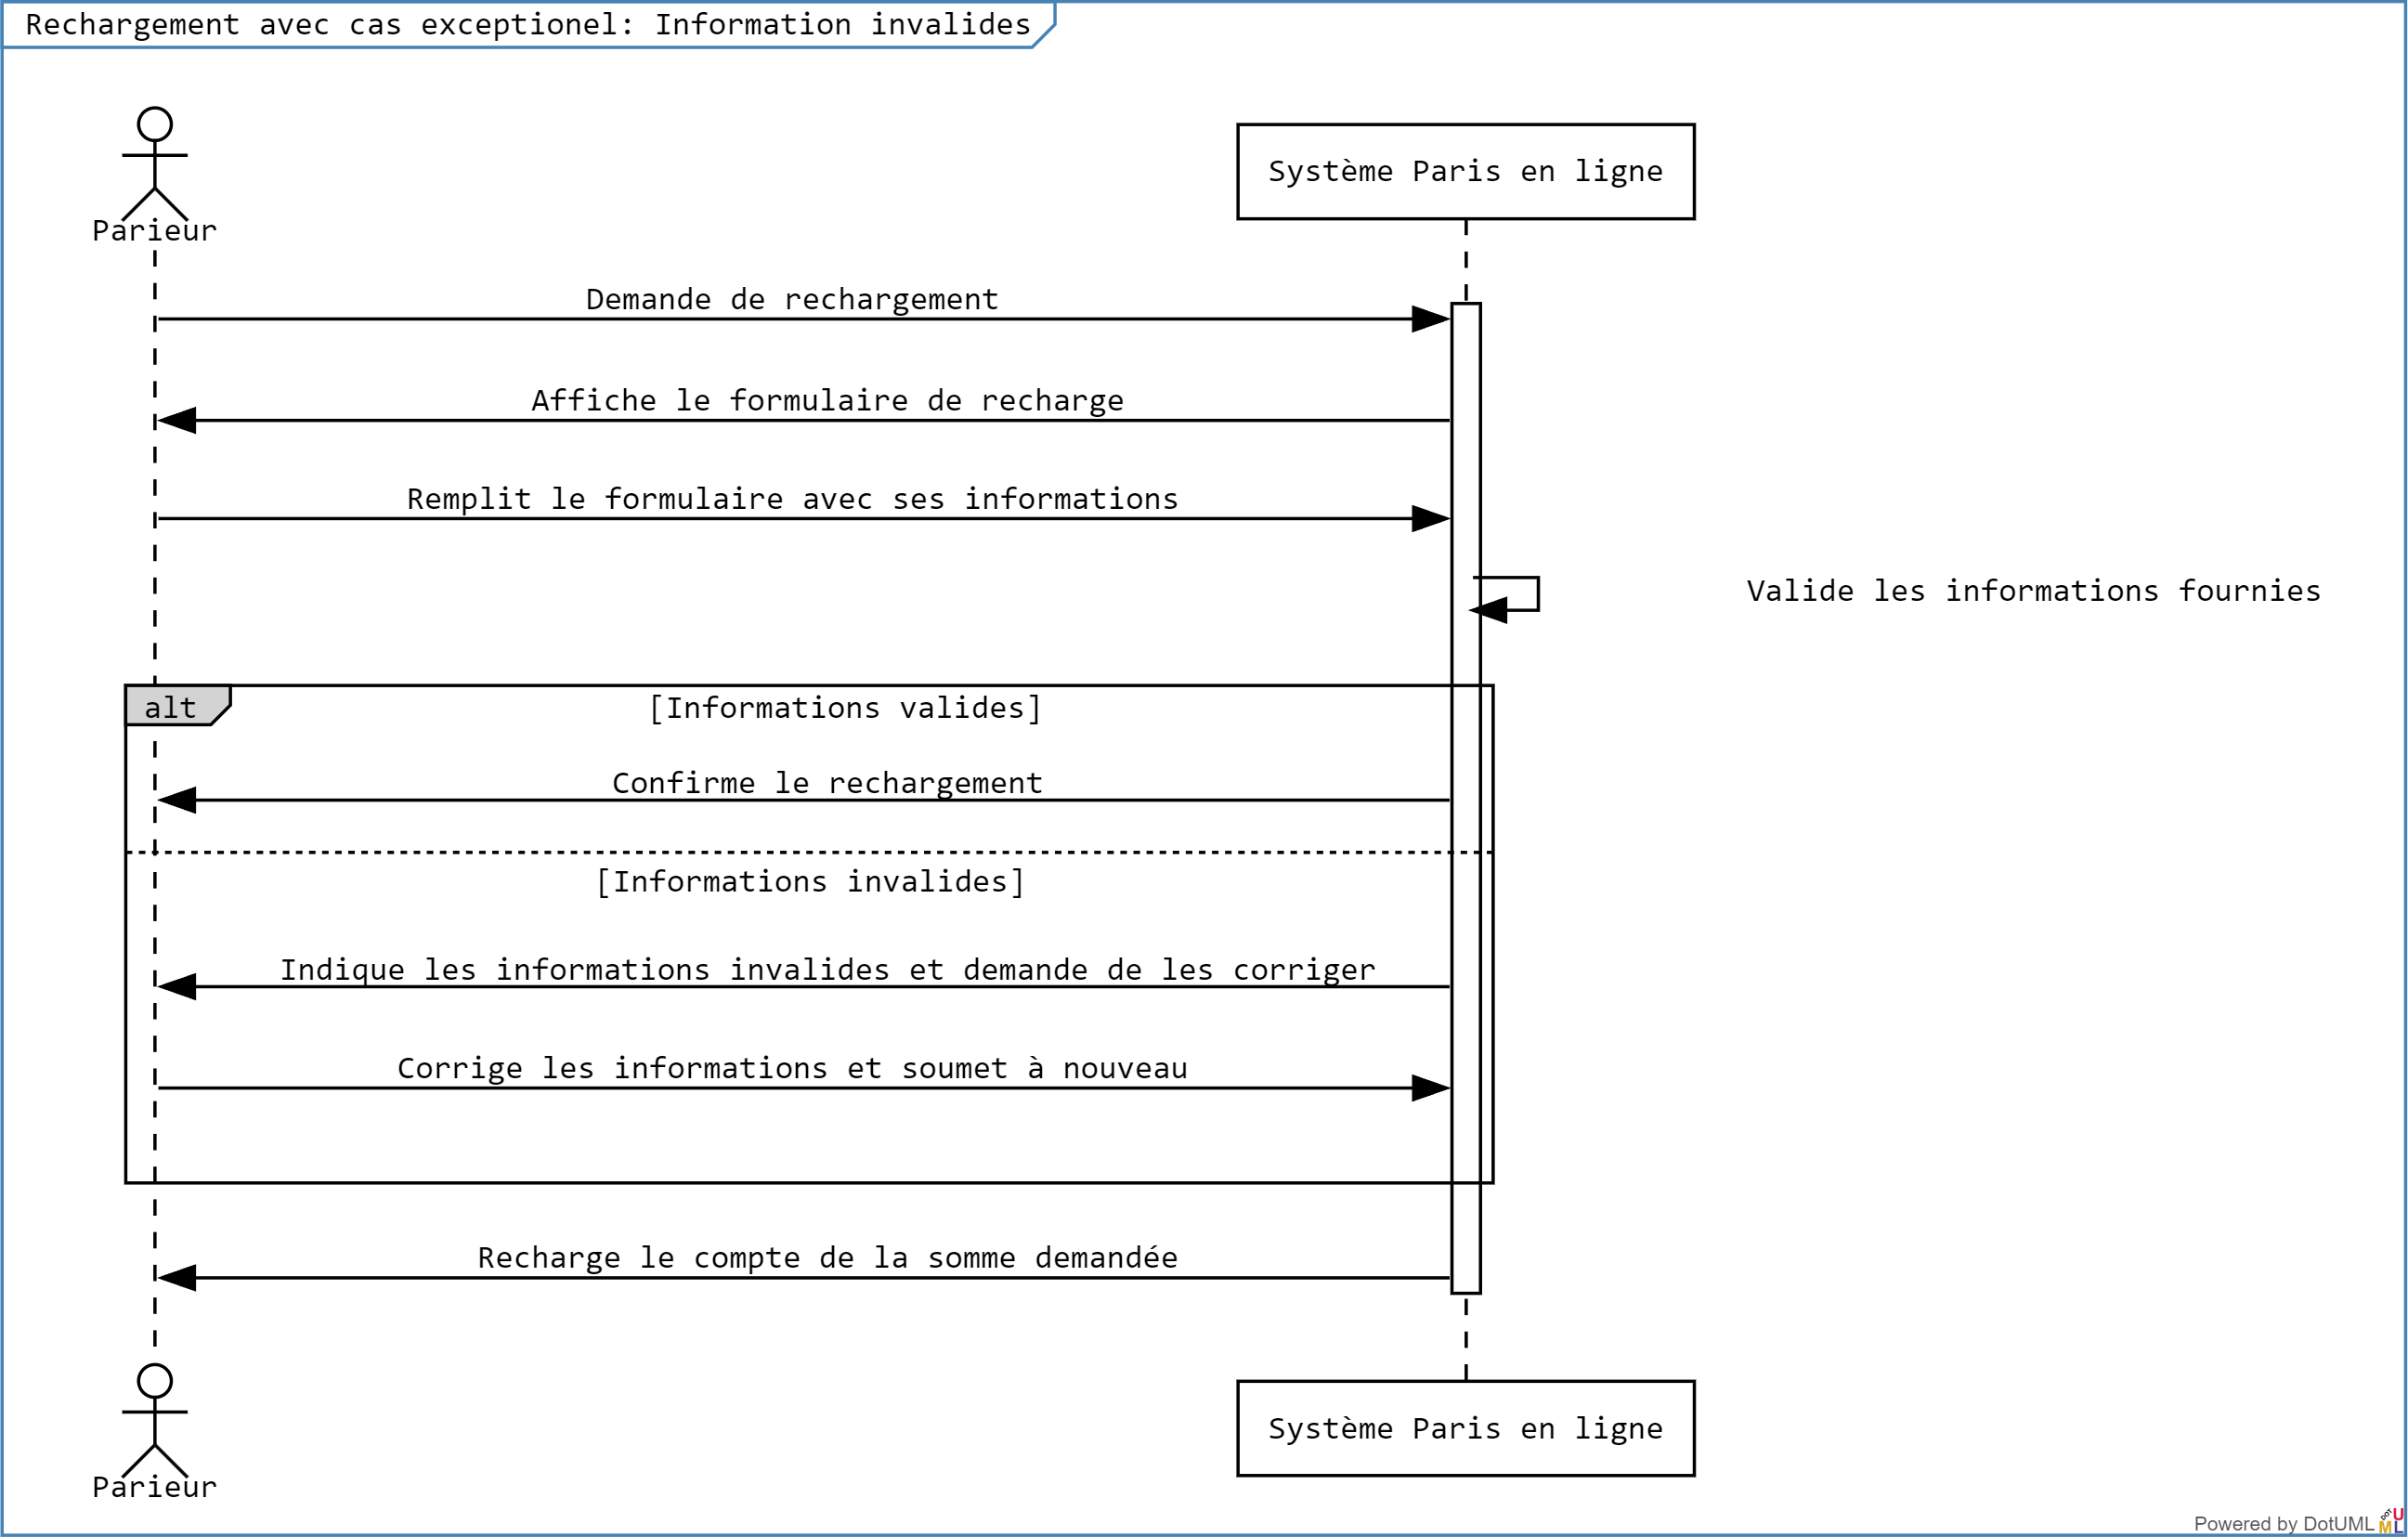 Rechargement avec cas exceptionel: Information invalides
Parieur
Système Paris en ligne
Demande de rechargement
Affiche le formulaire de recharge
Remplit le formulaire avec ses informations
Valide les informations fournies
alt
[Informations valides]
Confirme le rechargement
[Informations invalides]
Indique les informations invalides et demande de les corriger
Corrige les informations et soumet à nouveau
Recharge le compte de la somme demandée
Parieur
Système Paris en ligne
Powered by DotUML
DOT
U
M L